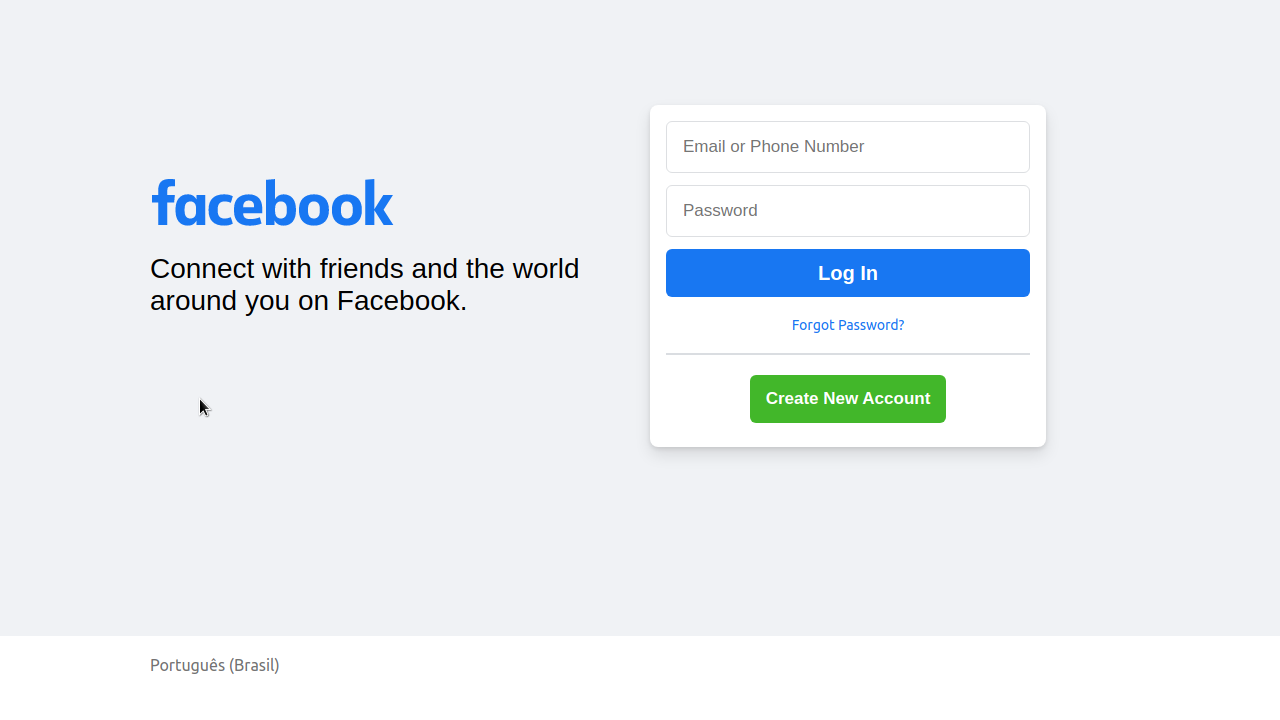 facebook
Connect with friends and the world
around you on Facebook.
Email or Phone Number
Password
Log In
Forgot Password?
Create New Account
Português (Brasil)